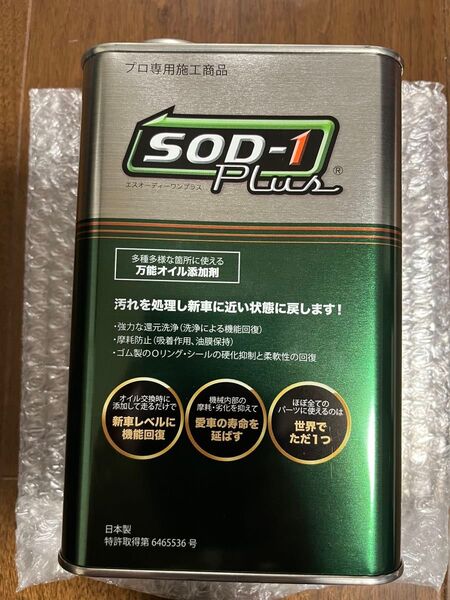 プロ専用施工商品
SOD-1
Plus®
エスオーディーワンプラス
多種多様な箇所に使える
万能オイル添加剤
汚れを処理し新車に近い状態に戻します！
・強力な還元洗浄（洗浄による機能回復）
・摩耗防止（吸着作用、油膜保持）
・ゴム製のOリング・シールの硬化抑制と柔軟性の回復
オイル交換時に
添加して走るだけで
新車レベルに
機能回復
機械内部の
摩耗・劣化を抑えて
愛車の寿命を
延ばす
ほぼ全ての
パーツに使えるのは
世界で
ただ1つ
日本製
特許取得第 6465536 号